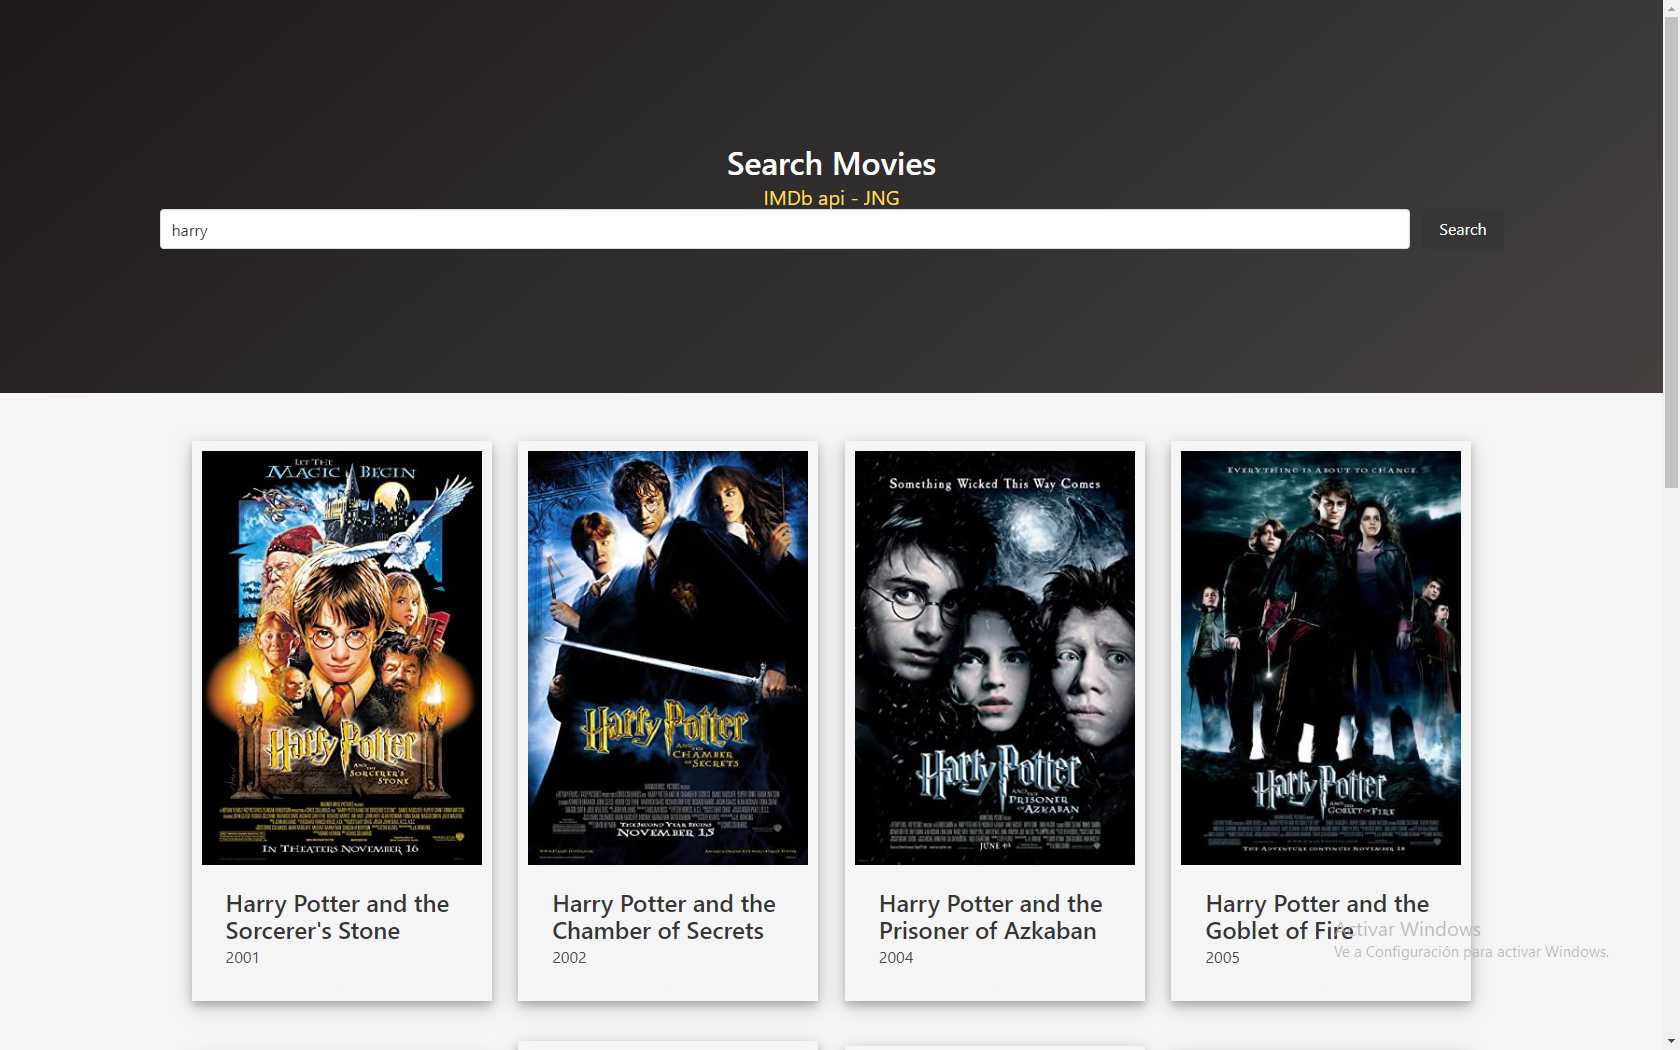 Search Movies
IMDb api - JNG
harry
Search
LET THE
MAGIC BEGIN
Harry Potter
AND THE
SORCERER'S
STONE
IN THEATERS NOVEMBER 16
Harry Potter
AND THE
CHAMBER
OF SECRETS
THE SECOND YEAR BEGINS
NOVEMBER 15
Something Wicked This Way Comes
Harry Potter
AND THE
PRISONER
OF AZKABAN
JUNE 4
EVERYTHING IS ABOUT TO CHANGE.
Harry Potter
AND THE
GOBLET OF FIRE
THE ADVENTURE CONTINUES NOVEMBER 18
Harry Potter and the
Sorcerer's Stone
2001
Harry Potter and the
Chamber of Secrets
2002
Harry Potter and the
Prisoner of Azkaban
2004
Harry Potter and the
Goblet of Fire
2005
Activar Windows
Ve a Configuración para activar Windows.